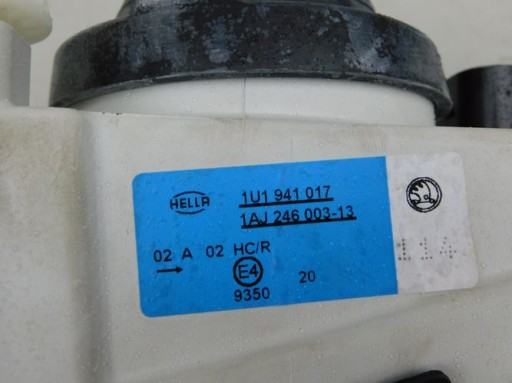 HELLA
1U1 941 017
1AJ 246 003-13
02 A 02 HC/R
E4
9350 20
114